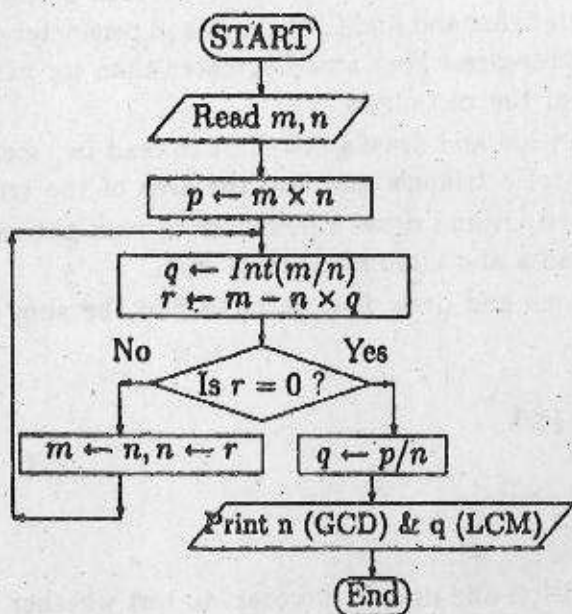 START
Read m, n
p ← m × n
q ← Int(m/n)
r ← m − n × q
No
Yes
Is r = 0 ?
m ← n, n ← r
q ← p/n
Print n (GCD) & q (LCM)
End